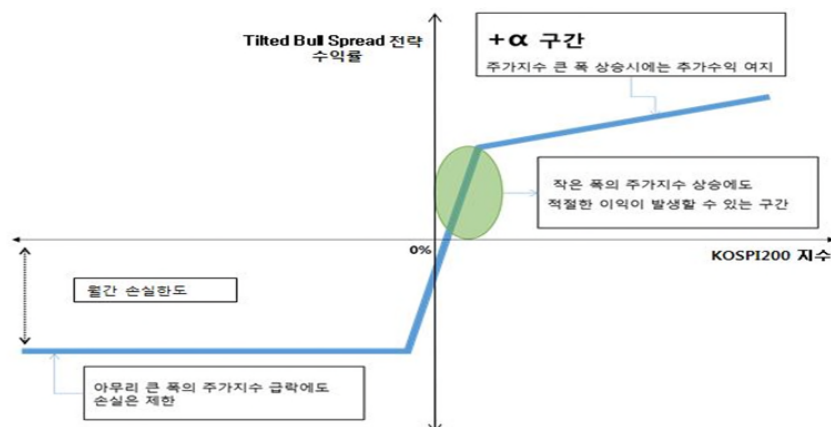 Tilted Bull Spread 전략
수익률
+α 구간
주가지수 큰 폭 상승시에는 추가수익 여지
작은 폭의 주가지수 상승에도
적절한 이익이 발생할 수 있는 구간
0%
KOSPI200 지수
월간 손실한도
아무리 큰 폭의 주가지수 급락에도
손실은 제한